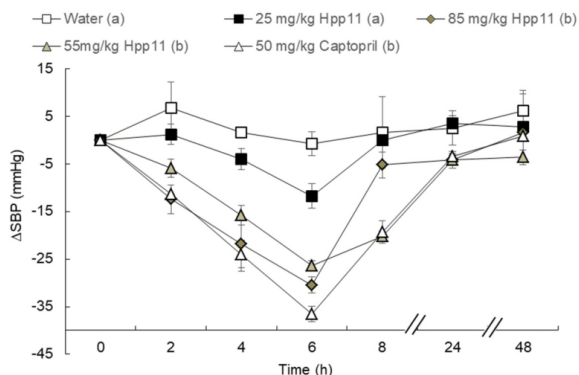 Water (a) 25 mg/kg Hpp11 (a) 85 mg/kg Hpp11 (b)
55mg/kg Hpp11 (b) 50 mg/kg Captopril (b)
15
5
-5
-15
-25
-35
-45
ΔSBP (mmHg)
0 2 4 6 8 24 48
Time (h)